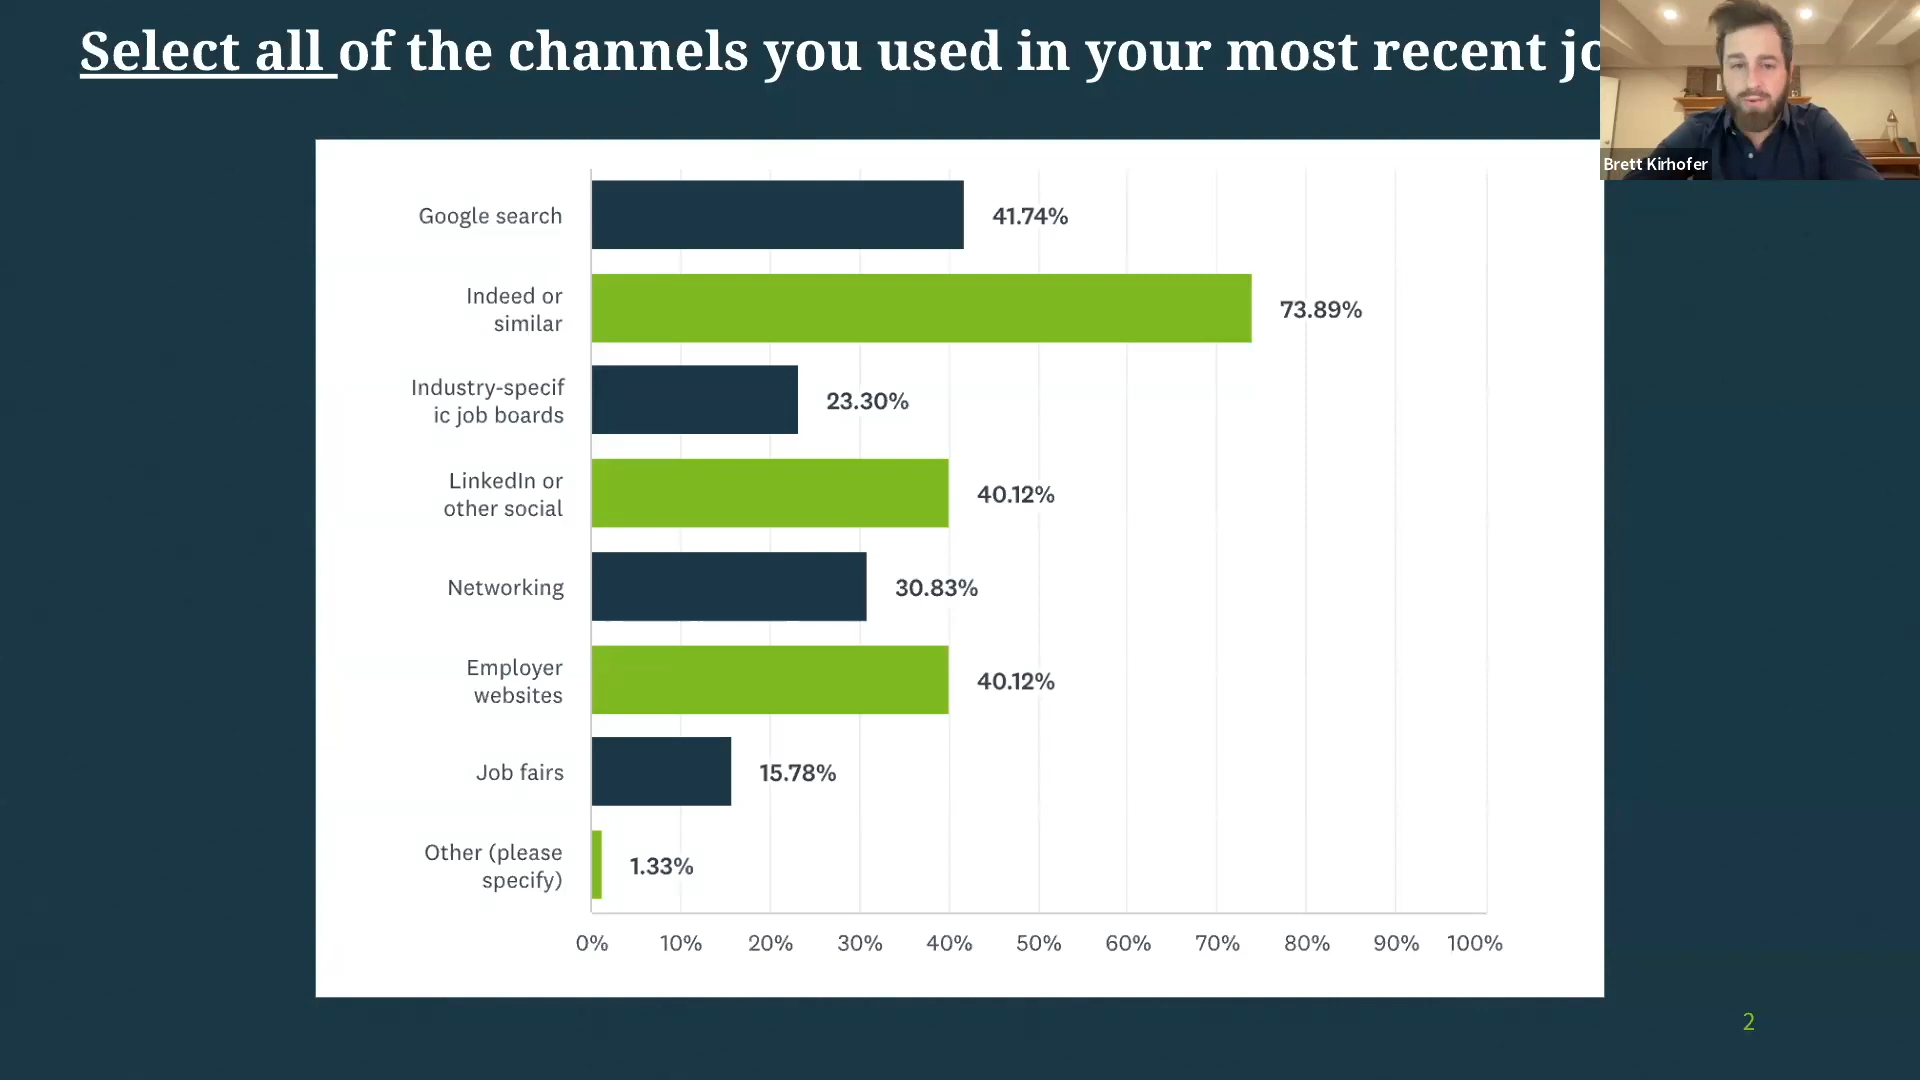 Select all of the channels you used in your most recent jo
Brett Kirhofer
Google search
41.74%
Indeed or
similar
73.89%
Industry-specif
ic job boards
23.30%
LinkedIn or
other social
40.12%
Networking
30.83%
Employer
websites
40.12%
Job fairs
15.78%
Other (please
specify)
1.33%
0% 10% 20% 30% 40% 50% 60% 70% 80% 90% 100%
2